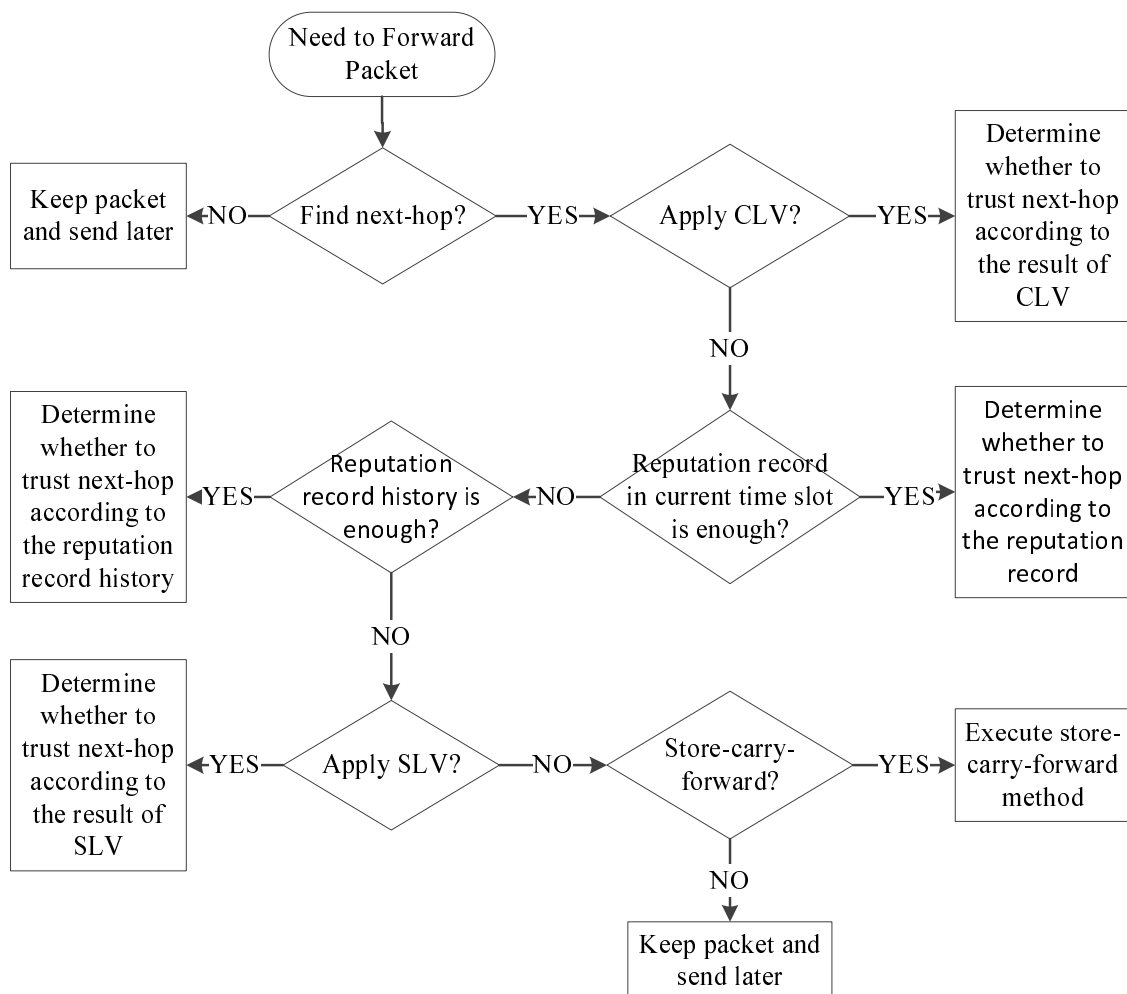 Need to Forward
Packet
Keep packet
and send later
NO
Find next-hop?
YES
Apply CLV?
YES
Determine
whether to
trust next-hop
according to
the result of
CLV
NO
Determine
whether to
trust next-hop
according to
the reputation
record history
YES
Reputation
record history is
enough?
NO
Reputation record
in current time slot
is enough?
YES
Determine
whether to
trust next-hop
according to
the reputation
record
NO
Determine
whether to
trust next-hop
according to
the result of
SLV
YES
Apply SLV?
NO
Store-carry-
forward?
YES
Execute store-
carry-forward
method
NO
Keep packet and
send later